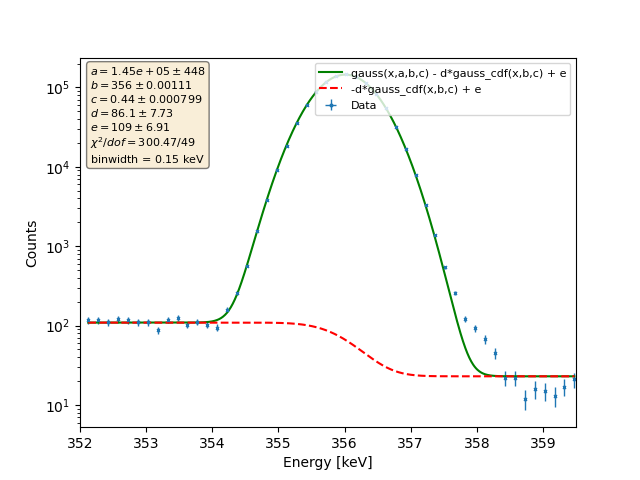 a = 1.45e + 05 ± 448
b = 356 ± 0.00111
c = 0.44 ± 0.000799
d = 86.1 ± 7.73
e = 109 ± 6.91
χ²/dof = 300.47/49
binwidth = 0.15 keV
gauss(x,a,b,c) - d*gauss_cdf(x,b,c) + e
-d*gauss_cdf(x,b,c) + e
Data
10⁵
10⁴
10³
10²
10¹
Counts
352 353 354 355 356 357 358 359
Energy [keV]